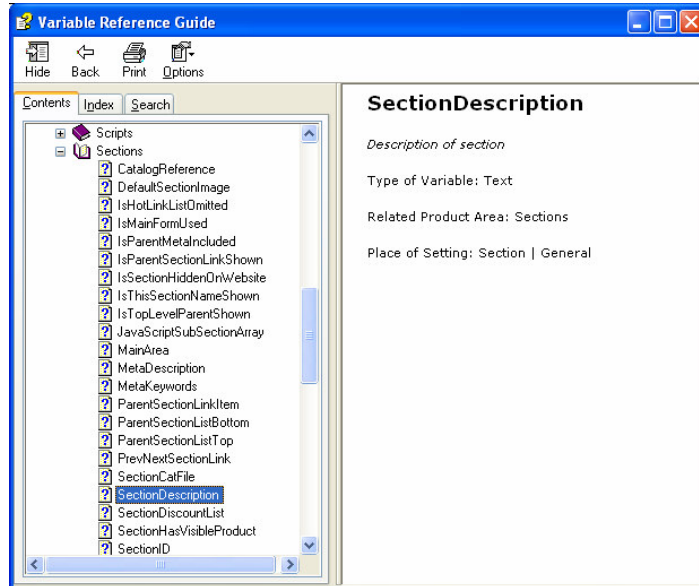 Variable Reference Guide
Hide Back Print Options
Contents Index Search
Scripts
Sections
CatalogReference
DefaultSectionImage
IsHotLinkListOmitted
IsMainFormUsed
IsParentMetaIncluded
IsParentSectionLinkShown
IsSectionHiddenOnWebsite
IsThisSectionNameShown
IsTopLevelParentShown
JavaScriptSubSectionArray
MainArea
MetaDescription
MetaKeywords
ParentSectionLinkItem
ParentSectionListBottom
ParentSectionListTop
PrevNextSectionLink
SectionCatFile
SectionDescription
SectionDiscountList
SectionHasVisibleProduct
SectionID
SectionDescription
Description of section
Type of Variable: Text
Related Product Area: Sections
Place of Setting: Section | General